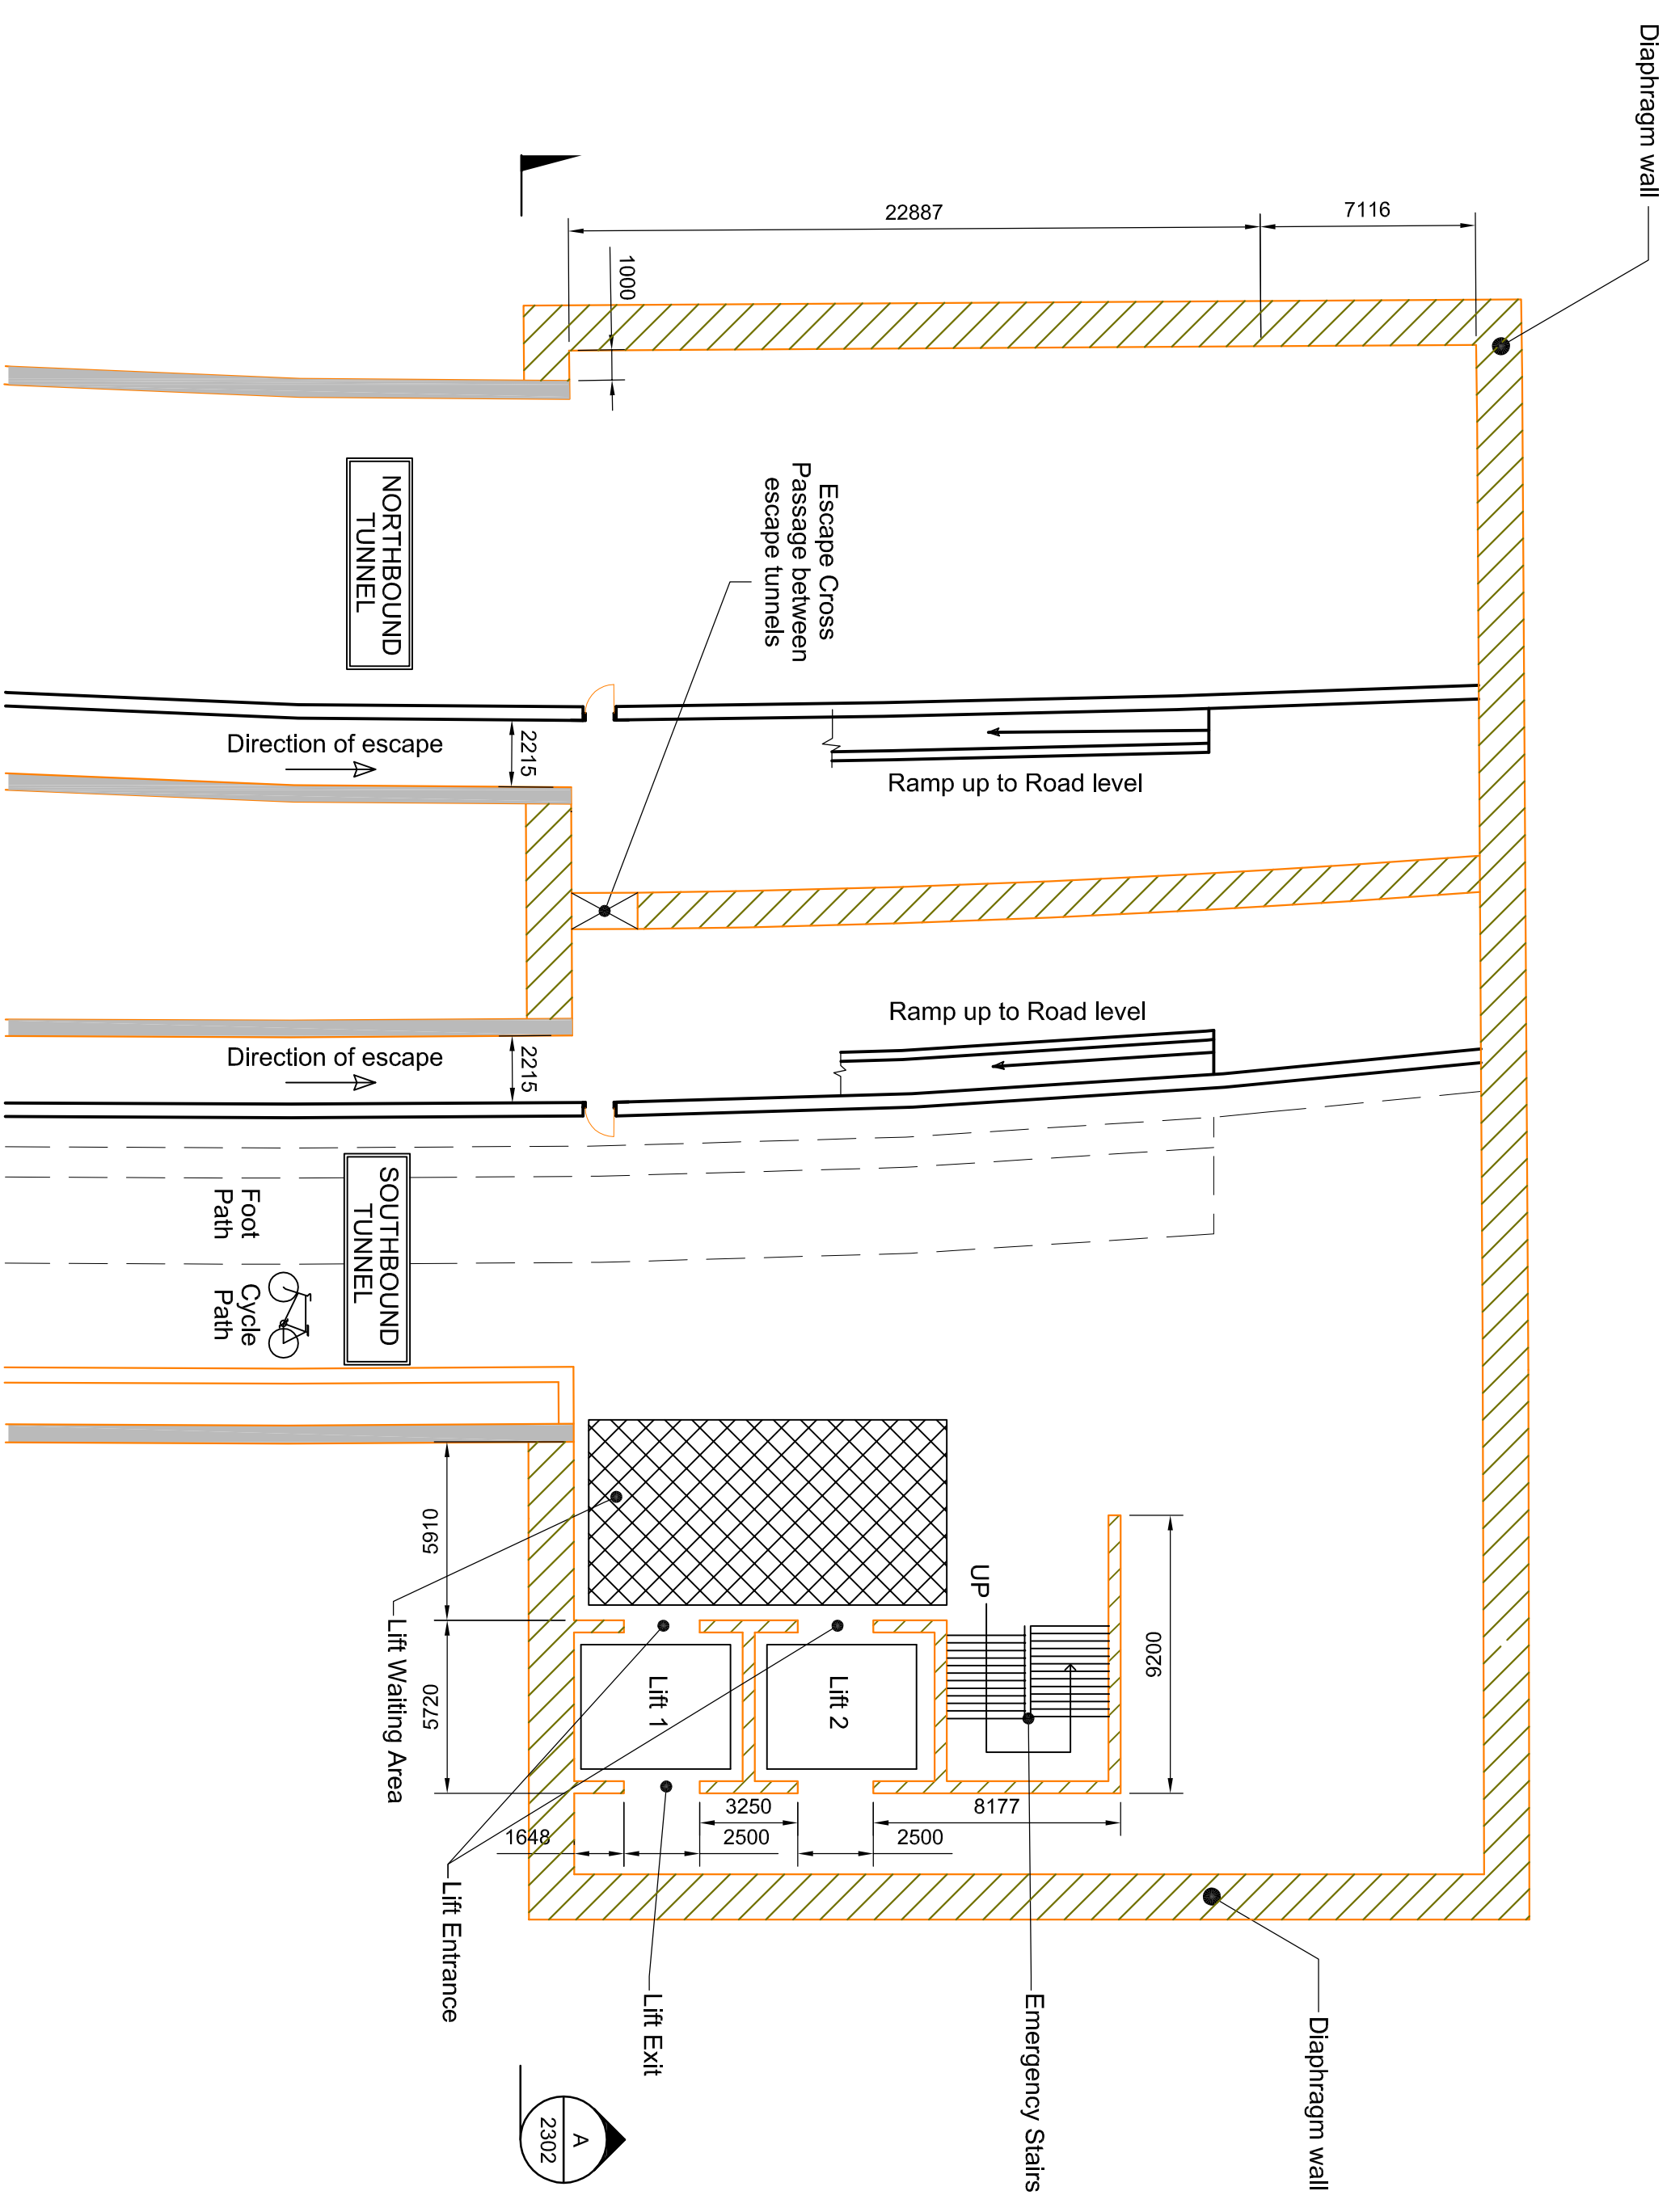 Diaphragm wall
22887
7116
1000
NORTHBOUND
TUNNEL
Escape Cross
Passage between
escape tunnels
Direction of escape
2215
Ramp up to Road level
Ramp up to Road level
Direction of escape
2215
SOUTHBOUND
TUNNEL
Foot
Path
Cycle
Path
5910
5720
UP
9200
Lift 1
Lift 2
Lift Waiting Area
3250
8177
1648
2500
2500
Lift Entrance
Lift Exit
Emergency Stairs
Diaphragm wall
A
2302